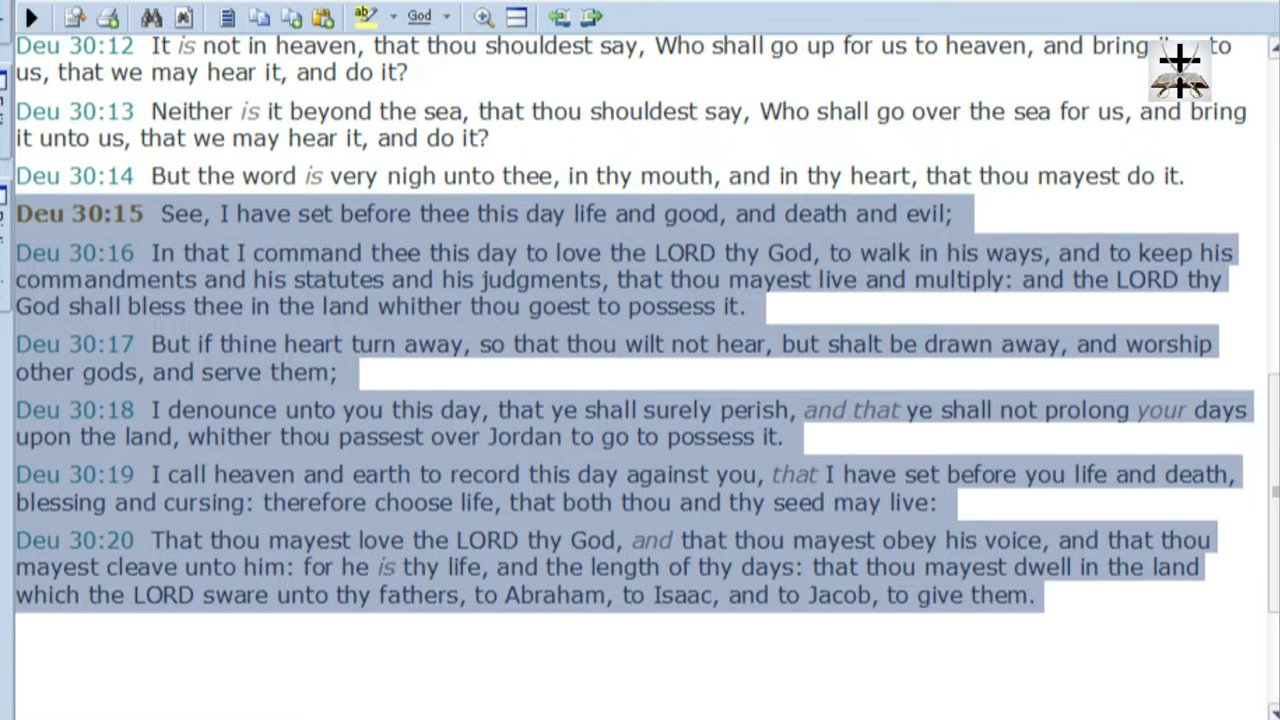 God
Deu 30:12 It is not in heaven, that thou shouldest say, Who shall go up for us to heaven, and bring to
us, that we may hear it, and do it?
Deu 30:13 Neither is it beyond the sea, that thou shouldest say, Who shall go over the sea for us, and bring
it unto us, that we may hear it, and do it?
Deu 30:14 But the word is very nigh unto thee, in thy mouth, and in thy heart, that thou mayest do it.
Deu 30:15 See, I have set before thee this day life and good, and death and evil;
Deu 30:16 In that I command thee this day to love the LORD thy God, to walk in his ways, and to keep his
commandments and his statutes and his judgments, that thou mayest live and multiply: and the LORD thy
God shall bless thee in the land whither thou goest to possess it.
Deu 30:17 But if thine heart turn away, so that thou wilt not hear, but shalt be drawn away, and worship
other gods, and serve them;
Deu 30:18 I denounce unto you this day, that ye shall surely perish, and that ye shall not prolong your days
upon the land, whither thou passest over Jordan to go to possess it.
Deu 30:19 I call heaven and earth to record this day against you, that I have set before you life and death,
blessing and cursing: therefore choose life, that both thou and thy seed may live:
Deu 30:20 That thou mayest love the LORD thy God, and that thou mayest obey his voice, and that thou
mayest cleave unto him: for he is thy life, and the length of thy days: that thou mayest dwell in the land
which the LORD sware unto thy fathers, to Abraham, to Isaac, and to Jacob, to give them.